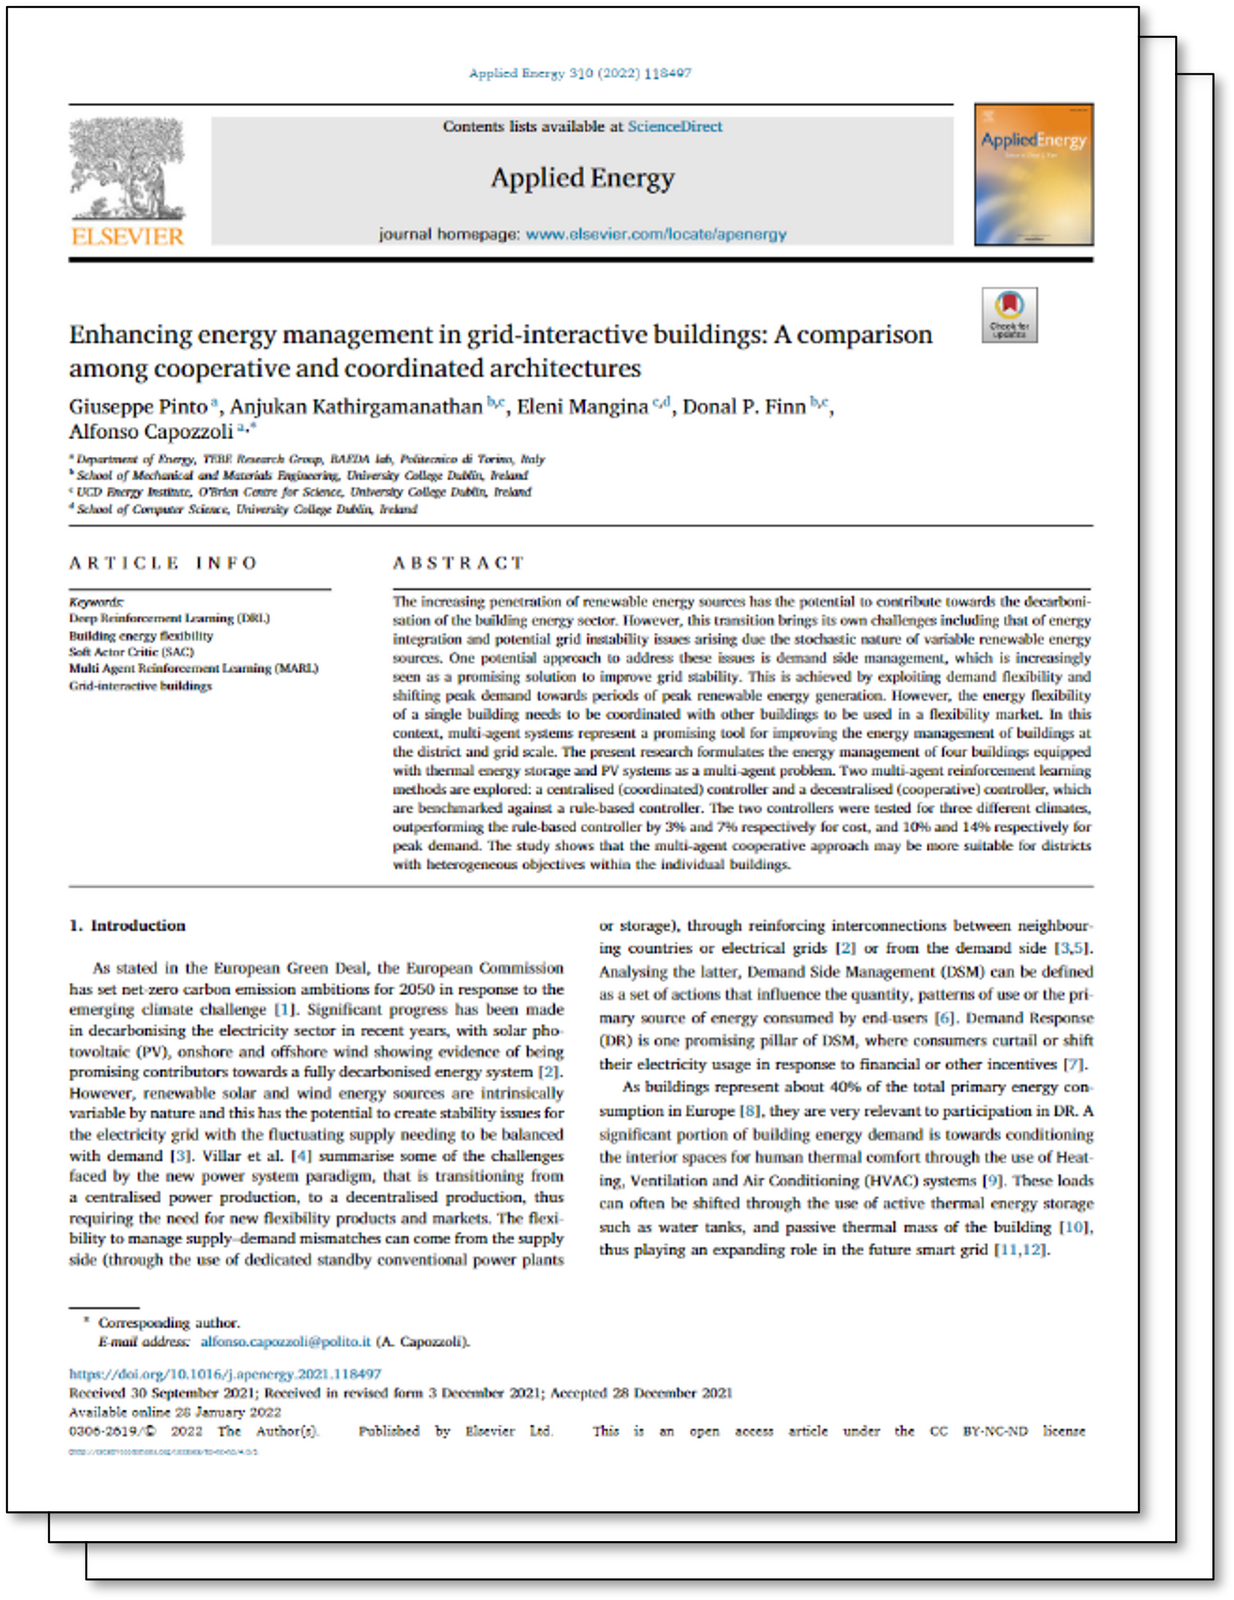 Applied Energy 310 (2022) 118497
Contents lists available at ScienceDirect
Applied Energy
journal homepage: www.elsevier.com/locate/apenergy
ELSEVIER
AppliedEnergy
Check for
updates
Enhancing energy management in grid-interactive buildings: A comparison
among cooperative and coordinated architectures
Giuseppe Pinto a, Anjukan Kathirgamanathan b,c, Eleni Mangina c,d, Donal P. Finn b,c,
Alfonso Capozzoli a,*
a Department of Energy, TEBE Research Group, BAEDA lab, Politecnico di Torino, Italy
b School of Mechanical and Materials Engineering, University College Dublin, Ireland
c UCD Energy Institute, O'Brien Centre for Science, University College Dublin, Ireland
d School of Computer Science, University College Dublin, Ireland
ARTICLE INFO
Keywords:
Deep Reinforcement Learning (DRL)
Building energy flexibility
Soft Actor Critic (SAC)
Multi Agent Reinforcement Learning (MARL)
Grid-interactive buildings
ABSTRACT
The increasing penetration of renewable energy sources has the potential to contribute towards the decarboni-
sation of the building energy sector. However, this transition brings its own challenges including that of energy
integration and potential grid instability issues arising due the stochastic nature of variable renewable energy
sources. One potential approach to address these issues is demand side management, which is increasingly
seen as a promising solution to improve grid stability. This is achieved by exploiting demand flexibility and
shifting peak demand towards periods of peak renewable energy generation. However, the energy flexibility
of a single building needs to be coordinated with other buildings to be used in a flexibility market. In this
context, multi-agent systems represent a promising tool for improving the energy management of buildings at
the district and grid scale. The present research formulates the energy management of four buildings equipped
with thermal energy storage and PV systems as a multi-agent problem. Two multi-agent reinforcement learning
methods are explored: a centralised (coordinated) controller and a decentralised (cooperative) controller, which
are benchmarked against a rule-based controller. The two controllers were tested for three different climates,
outperforming the rule-based controller by 3% and 7% respectively for cost, and 10% and 14% respectively for
peak demand. The study shows that the multi-agent cooperative approach may be more suitable for districts
with heterogeneous objectives within the individual buildings.
1. Introduction
As stated in the European Green Deal, the European Commission
has set net-zero carbon emission ambitions for 2050 in response to the
emerging climate challenge [1]. Significant progress has been made
in decarbonising the electricity sector in recent years, with solar pho-
tovoltaic (PV), onshore and offshore wind showing evidence of being
promising contributors towards a fully decarbonised energy system [2].
However, renewable solar and wind energy sources are intrinsically
variable by nature and this has the potential to create stability issues for
the electricity grid with the fluctuating supply needing to be balanced
with demand [3]. Villar et al. [4] summarise some of the challenges
faced by the new power system paradigm, that is transitioning from
a centralised power production, to a decentralised production, thus
requiring the need for new flexibility products and markets. The flexi-
bility to manage supply–demand mismatches can come from the supply
side (through the use of dedicated standby conventional power plants
or storage), through reinforcing interconnections between neighbour-
ing countries or electrical grids [2] or from the demand side [3,5].
Analysing the latter, Demand Side Management (DSM) can be defined
as a set of actions that influence the quantity, patterns of use or the pri-
mary source of energy consumed by end-users [6]. Demand Response
(DR) is one promising pillar of DSM, where consumers curtail or shift
their electricity usage in response to financial or other incentives [7].
As buildings represent about 40% of the total primary energy con-
sumption in Europe [8], they are very relevant to participation in DR. A
significant portion of building energy demand is towards conditioning
the interior spaces for human thermal comfort through the use of Heat-
ing, Ventilation and Air Conditioning (HVAC) systems [9]. These loads
can often be shifted through the use of active thermal energy storage
such as water tanks, and passive thermal mass of the building [10],
thus playing an expanding role in the future smart grid [11,12].
* Corresponding author.
E-mail address: alfonso.capozzoli@polito.it (A. Capozzoli).
https://doi.org/10.1016/j.apenergy.2021.118497
Received 30 September 2021; Received in revised form 3 December 2021; Accepted 28 December 2021
Available online 28 January 2022
0306-2619/© 2022 The Author(s). Published by Elsevier Ltd. This is an open access article under the CC BY-NC-ND license